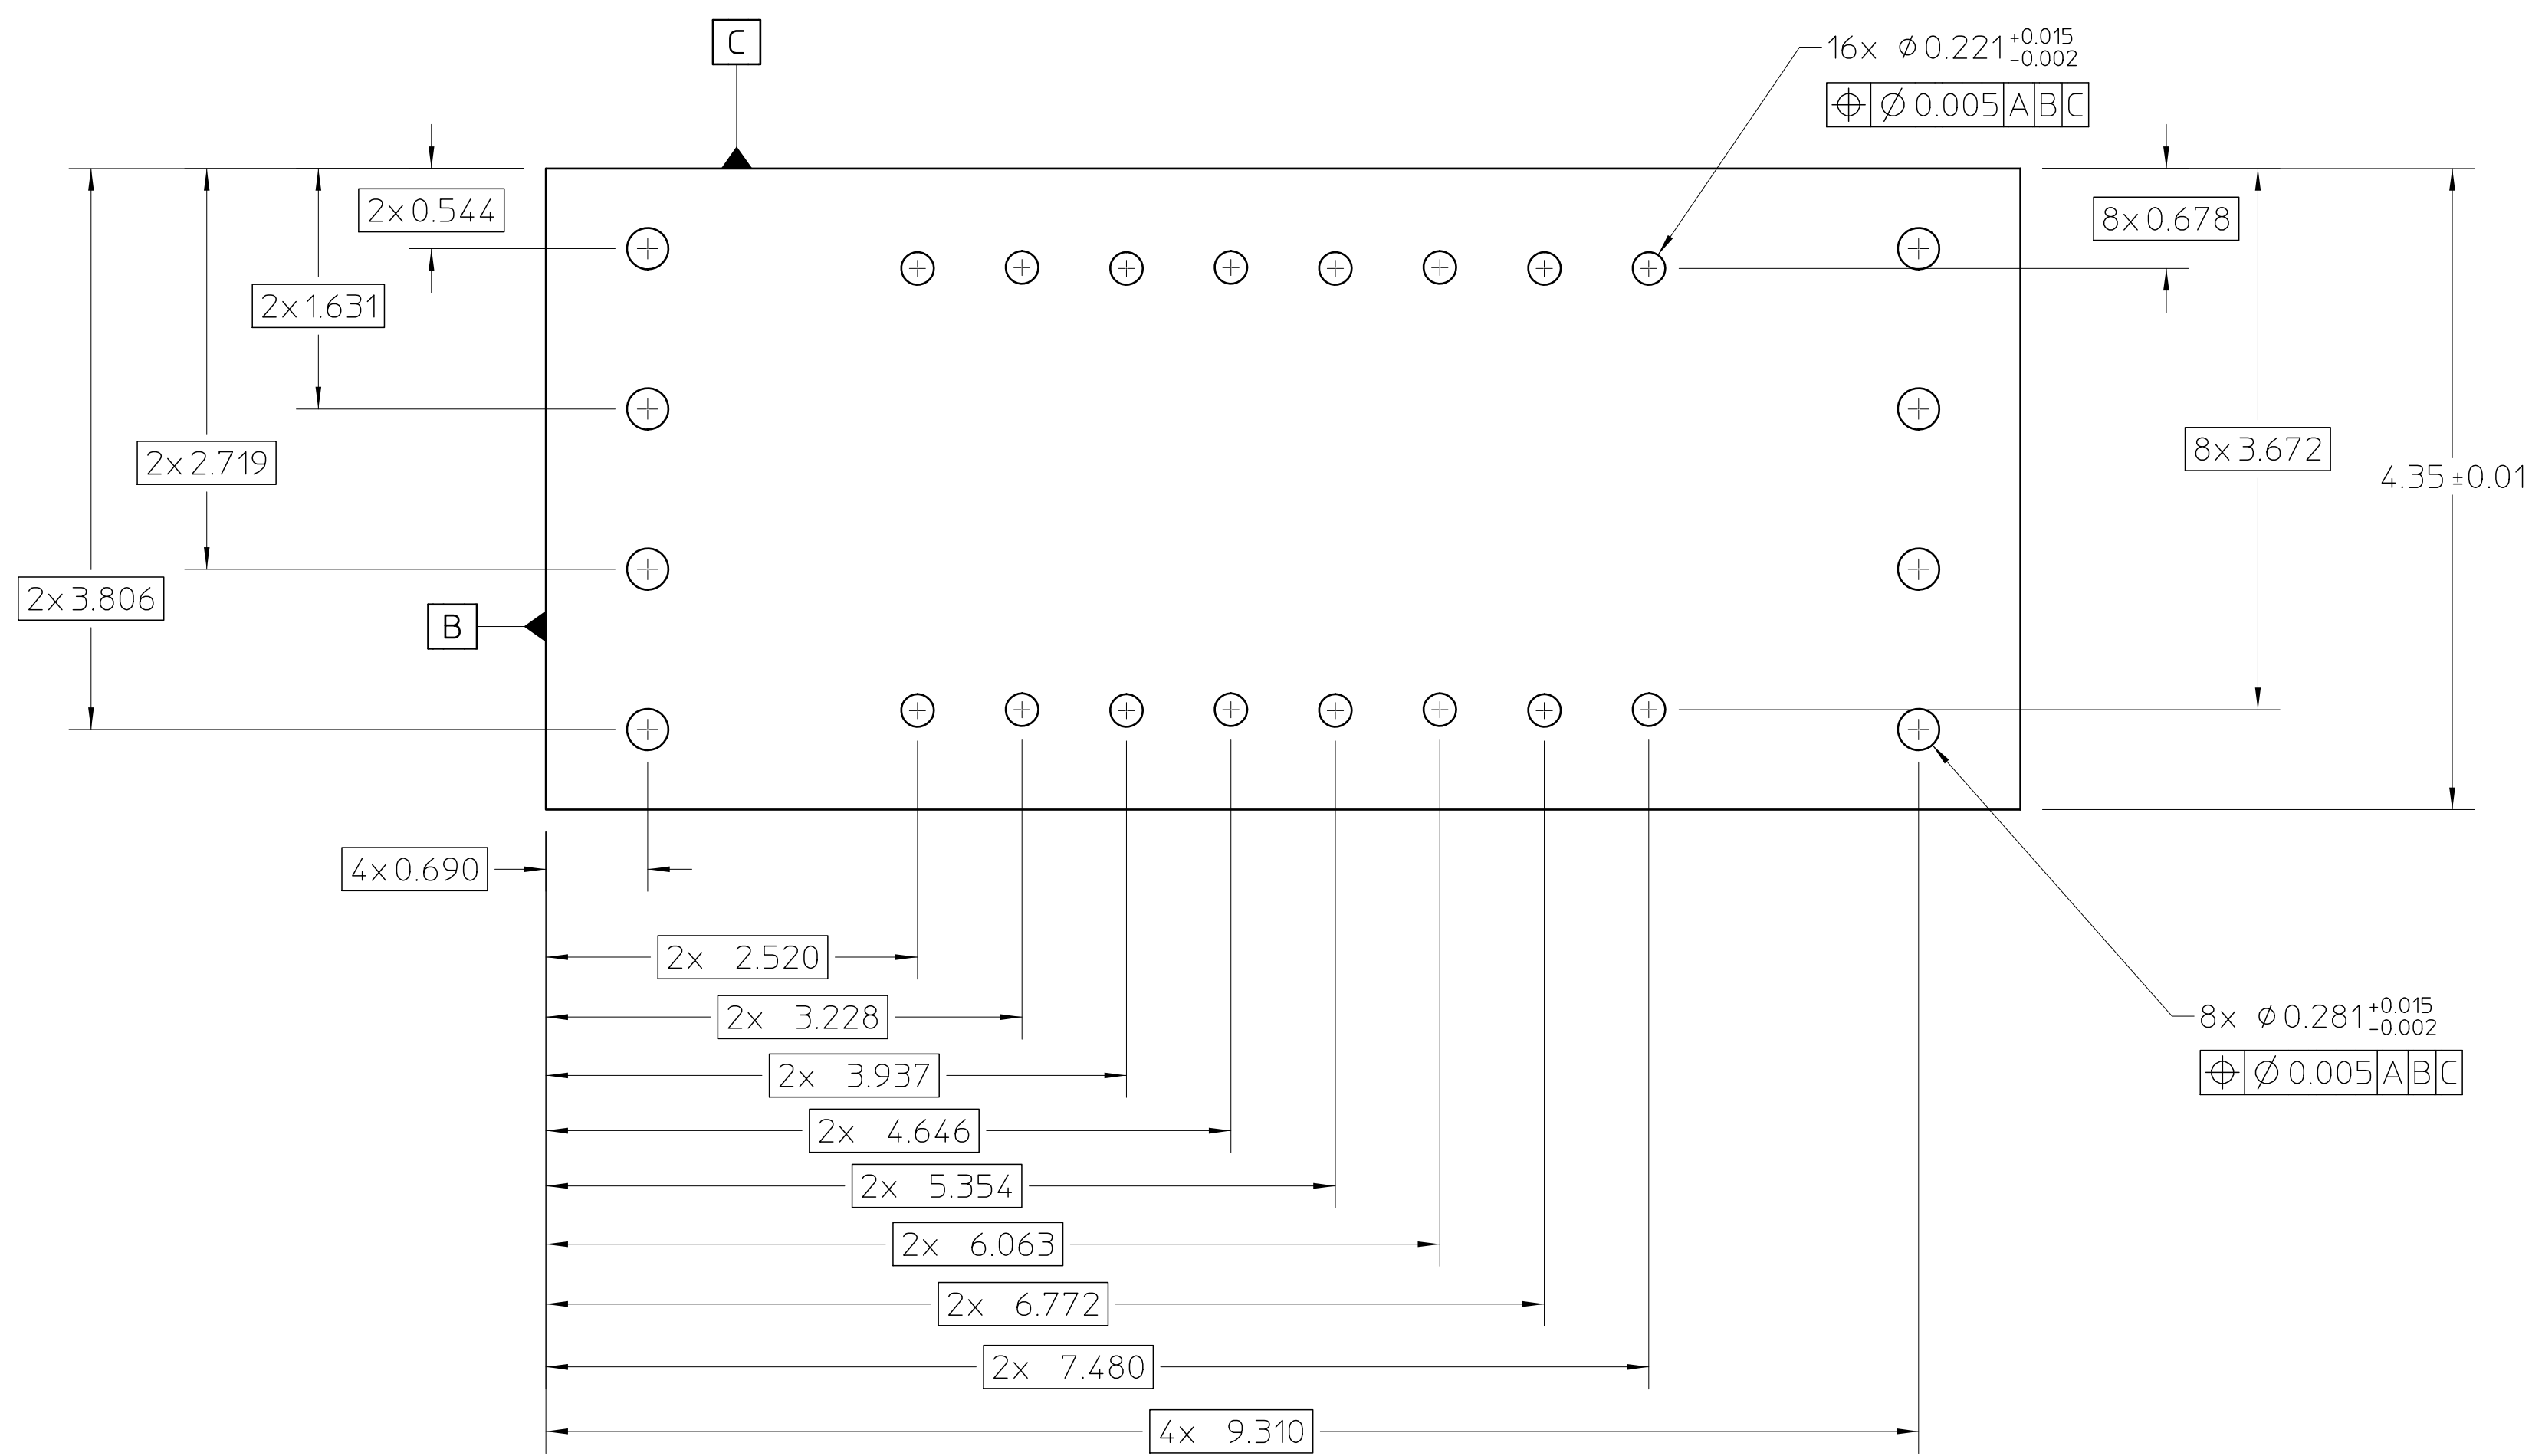 C
16x ⌀0.221 +0.015 -0.002
⌖ ⌀0.005 A B C
2x 0.544
8x 0.678
2x 1.631
2x 2.719
8x 3.672
4.35±0.01
2x 3.806
B
4x 0.690
2x 2.520
2x 3.228
8x ⌀0.281 +0.015 -0.002
⌖ ⌀0.005 A B C
2x 3.937
2x 4.646
2x 5.354
2x 6.063
2x 6.772
2x 7.480
4x 9.310